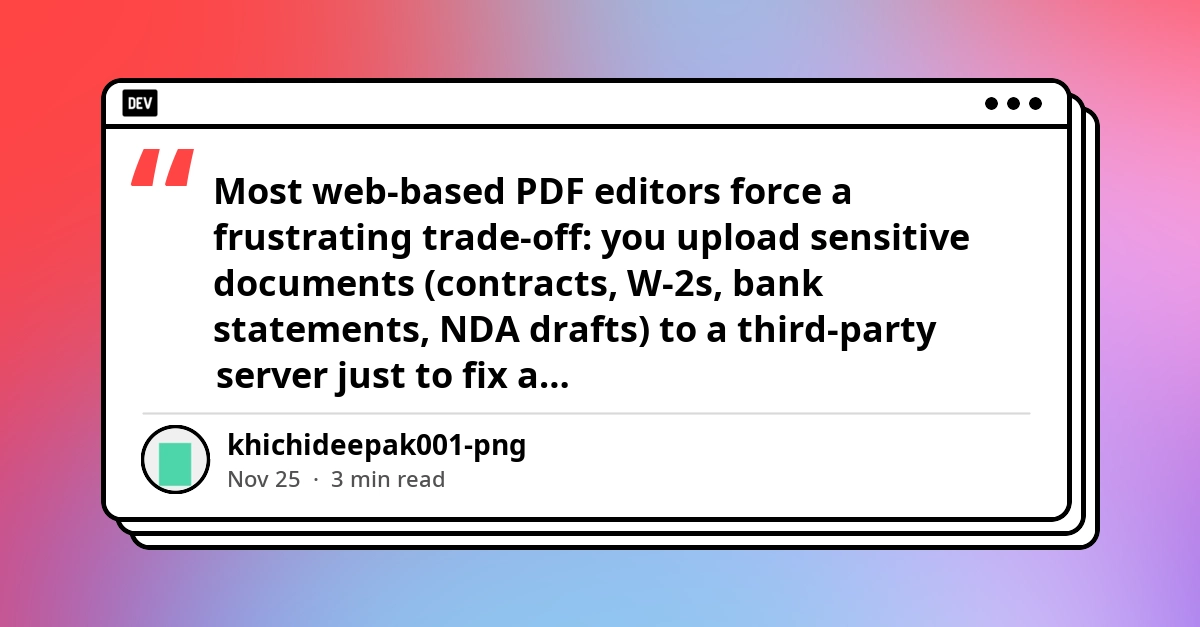 DEV
“
Most web-based PDF editors force a
frustrating trade-off: you upload sensitive
documents (contracts, W-2s, bank
statements, NDA drafts) to a third-party
server just to fix a...
khichideepak001-png
Nov 25 · 3 min read